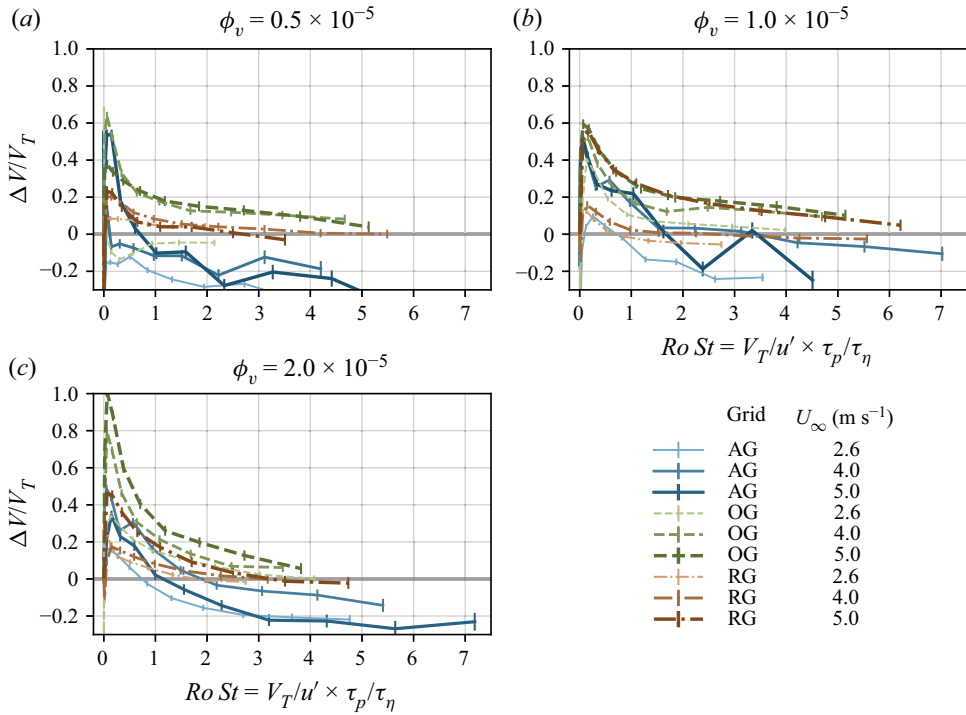 (a) ϕᵥ = 0.5 × 10⁻⁵
(b) ϕᵥ = 1.0 × 10⁻⁵
1.0
0.8
0.6
0.4
0.2
0
−0.2
ΔV/V_T
0 1 2 3 4 5 6 7
1.0
0.8
0.6
0.4
0.2
0
0.2
0 1 2 3 4 5 6 7
Ro St = V_T/u′ × τ_p/τ_η
(c) ϕᵥ = 2.0 × 10⁻⁵
1.0
0.8
0.6
0.4
0.2
0
−0.2
ΔV/V_T
0 1 2 3 4 5 6 7
Ro St = V_T/u′ × τ_p/τ_η
Grid U_∞ (m s⁻¹)
AG 2.6
AG 4.0
AG 5.0
OG 2.6
OG 4.0
OG 5.0
RG 2.6
RG 4.0
RG 5.0